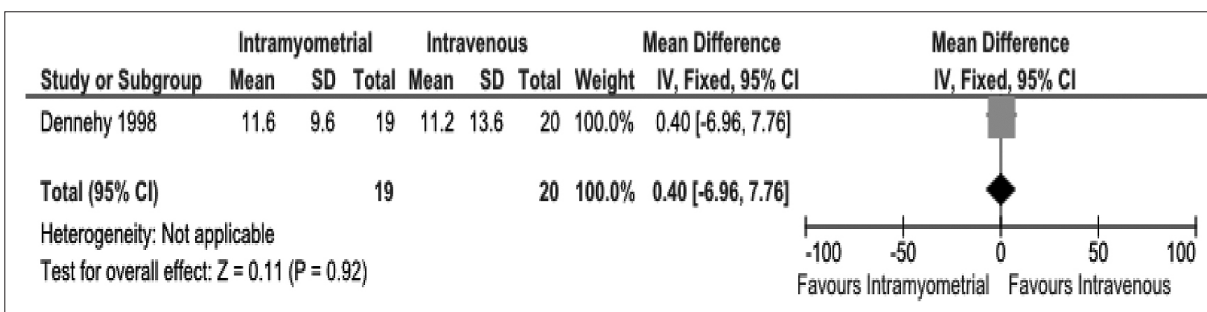 Intramyometrial Intravenous Mean Difference Mean Difference
Study or Subgroup Mean SD Total Mean SD Total Weight IV, Fixed, 95% CI IV, Fixed, 95% CI
Dennehy 1998 11.6 9.6 19 11.2 13.6 20 100.0% 0.40 [-6.96, 7.76]
Total (95% CI) 19 20 100.0% 0.40 [-6.96, 7.76]
Heterogeneity: Not applicable
Test for overall effect: Z = 0.11 (P = 0.92)
-100 -50 0 50 100
Favours Intramyometrial Favours Intravenous